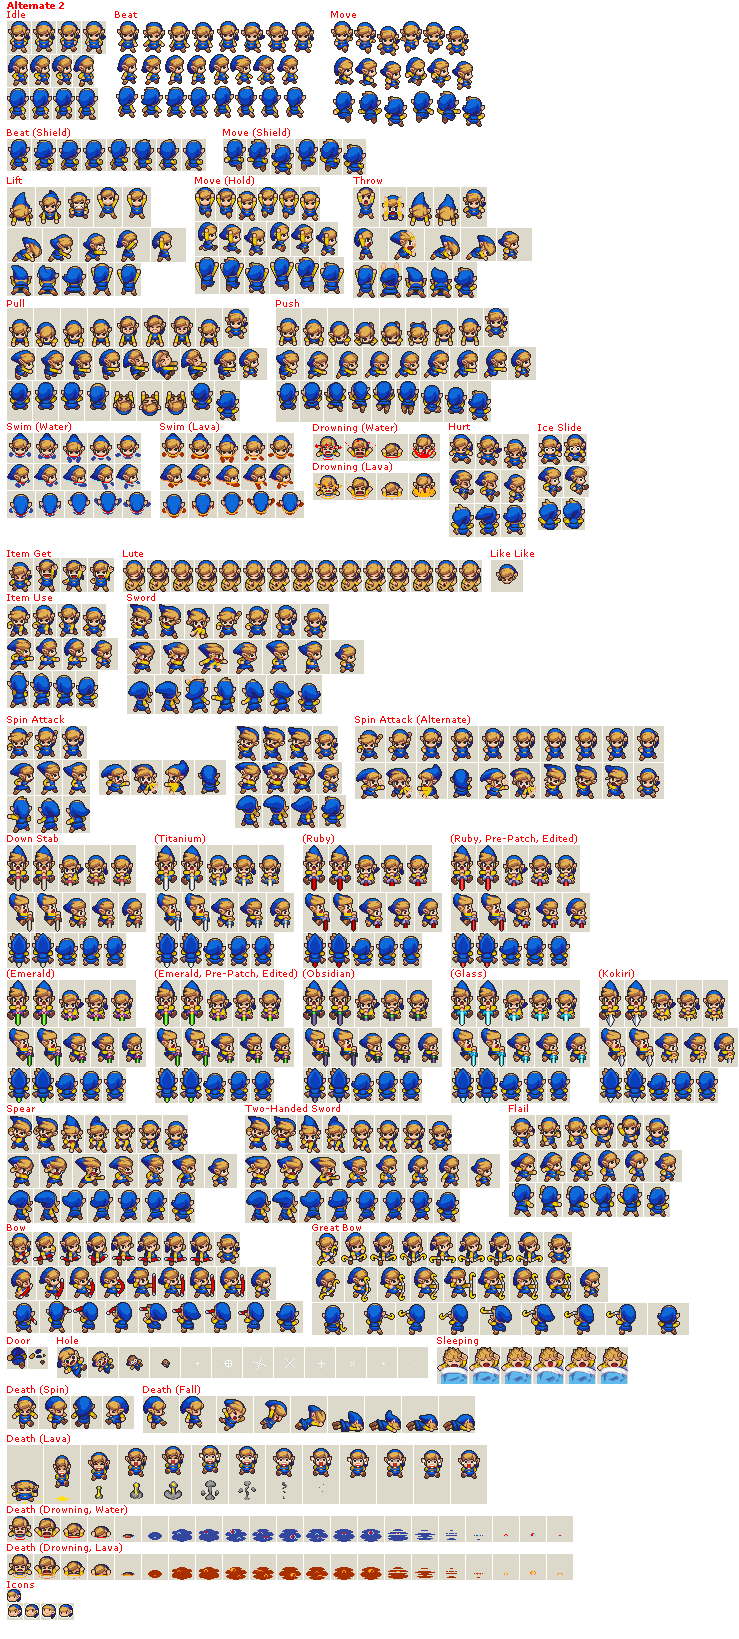 Alternate 2
Idle Beat Move
Beat (Shield) Move (Shield)
Lift Move (Hold) Throw
Pull Push
Swim (Water) Swim (Lava) Drowning (Water) Hurt Ice Slide
Drowning (Lava)
Item Get Lute Like Like
Item Use Sword
Spin Attack Spin Attack (Alternate)
Down Stab (Titanium) (Ruby) (Ruby, Pre-Patch, Edited)
(Emerald) (Emerald, Pre-Patch, Edited) (Obsidian) (Glass) (Kokiri)
Spear Two-Handed Sword Flail
Bow Great Bow
Door Hole Sleeping
Death (Spin) Death (Fall)
Death (Lava)
Death (Drowning, Water)
Death (Drowning, Lava)
Icons